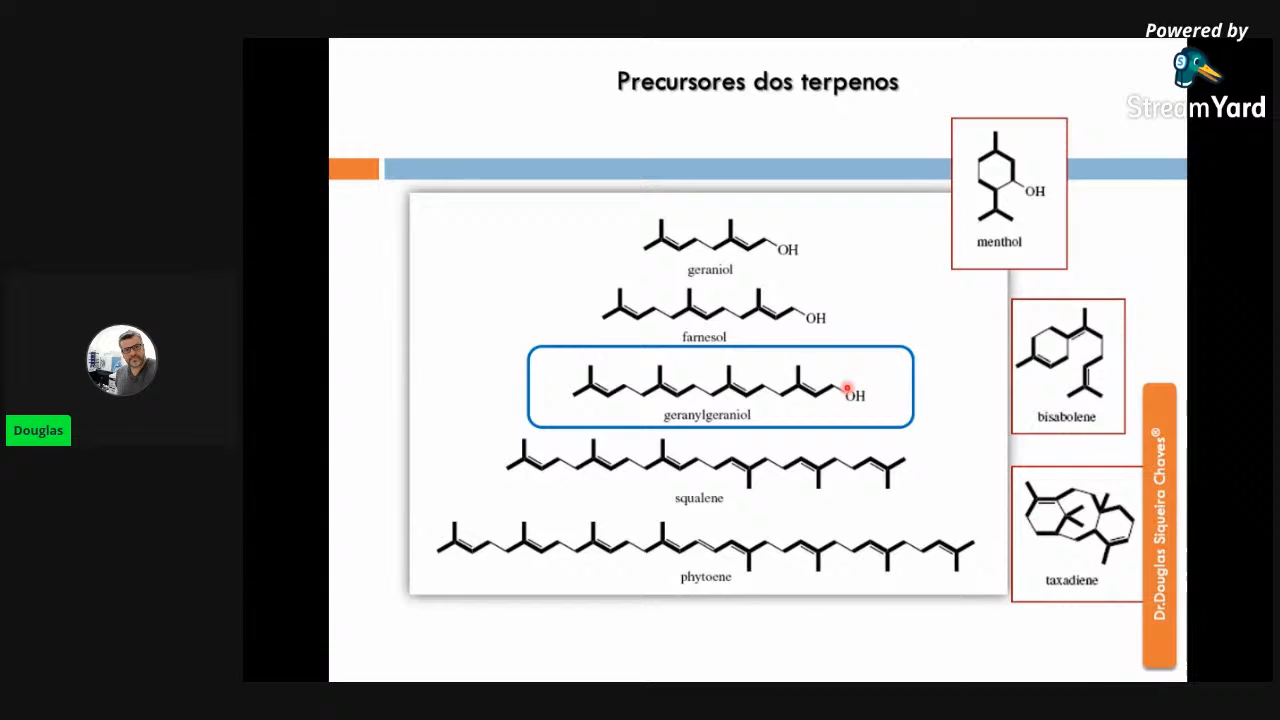 Powered by
StreamYard
Precursores dos terpenos
OH
menthol
OH
geraniol
OH
farnesol
OH
geranylgeraniol
squalene
phytoene
bisabolene
taxadiene
Dr.Douglas Siqueira Chaves®
Douglas